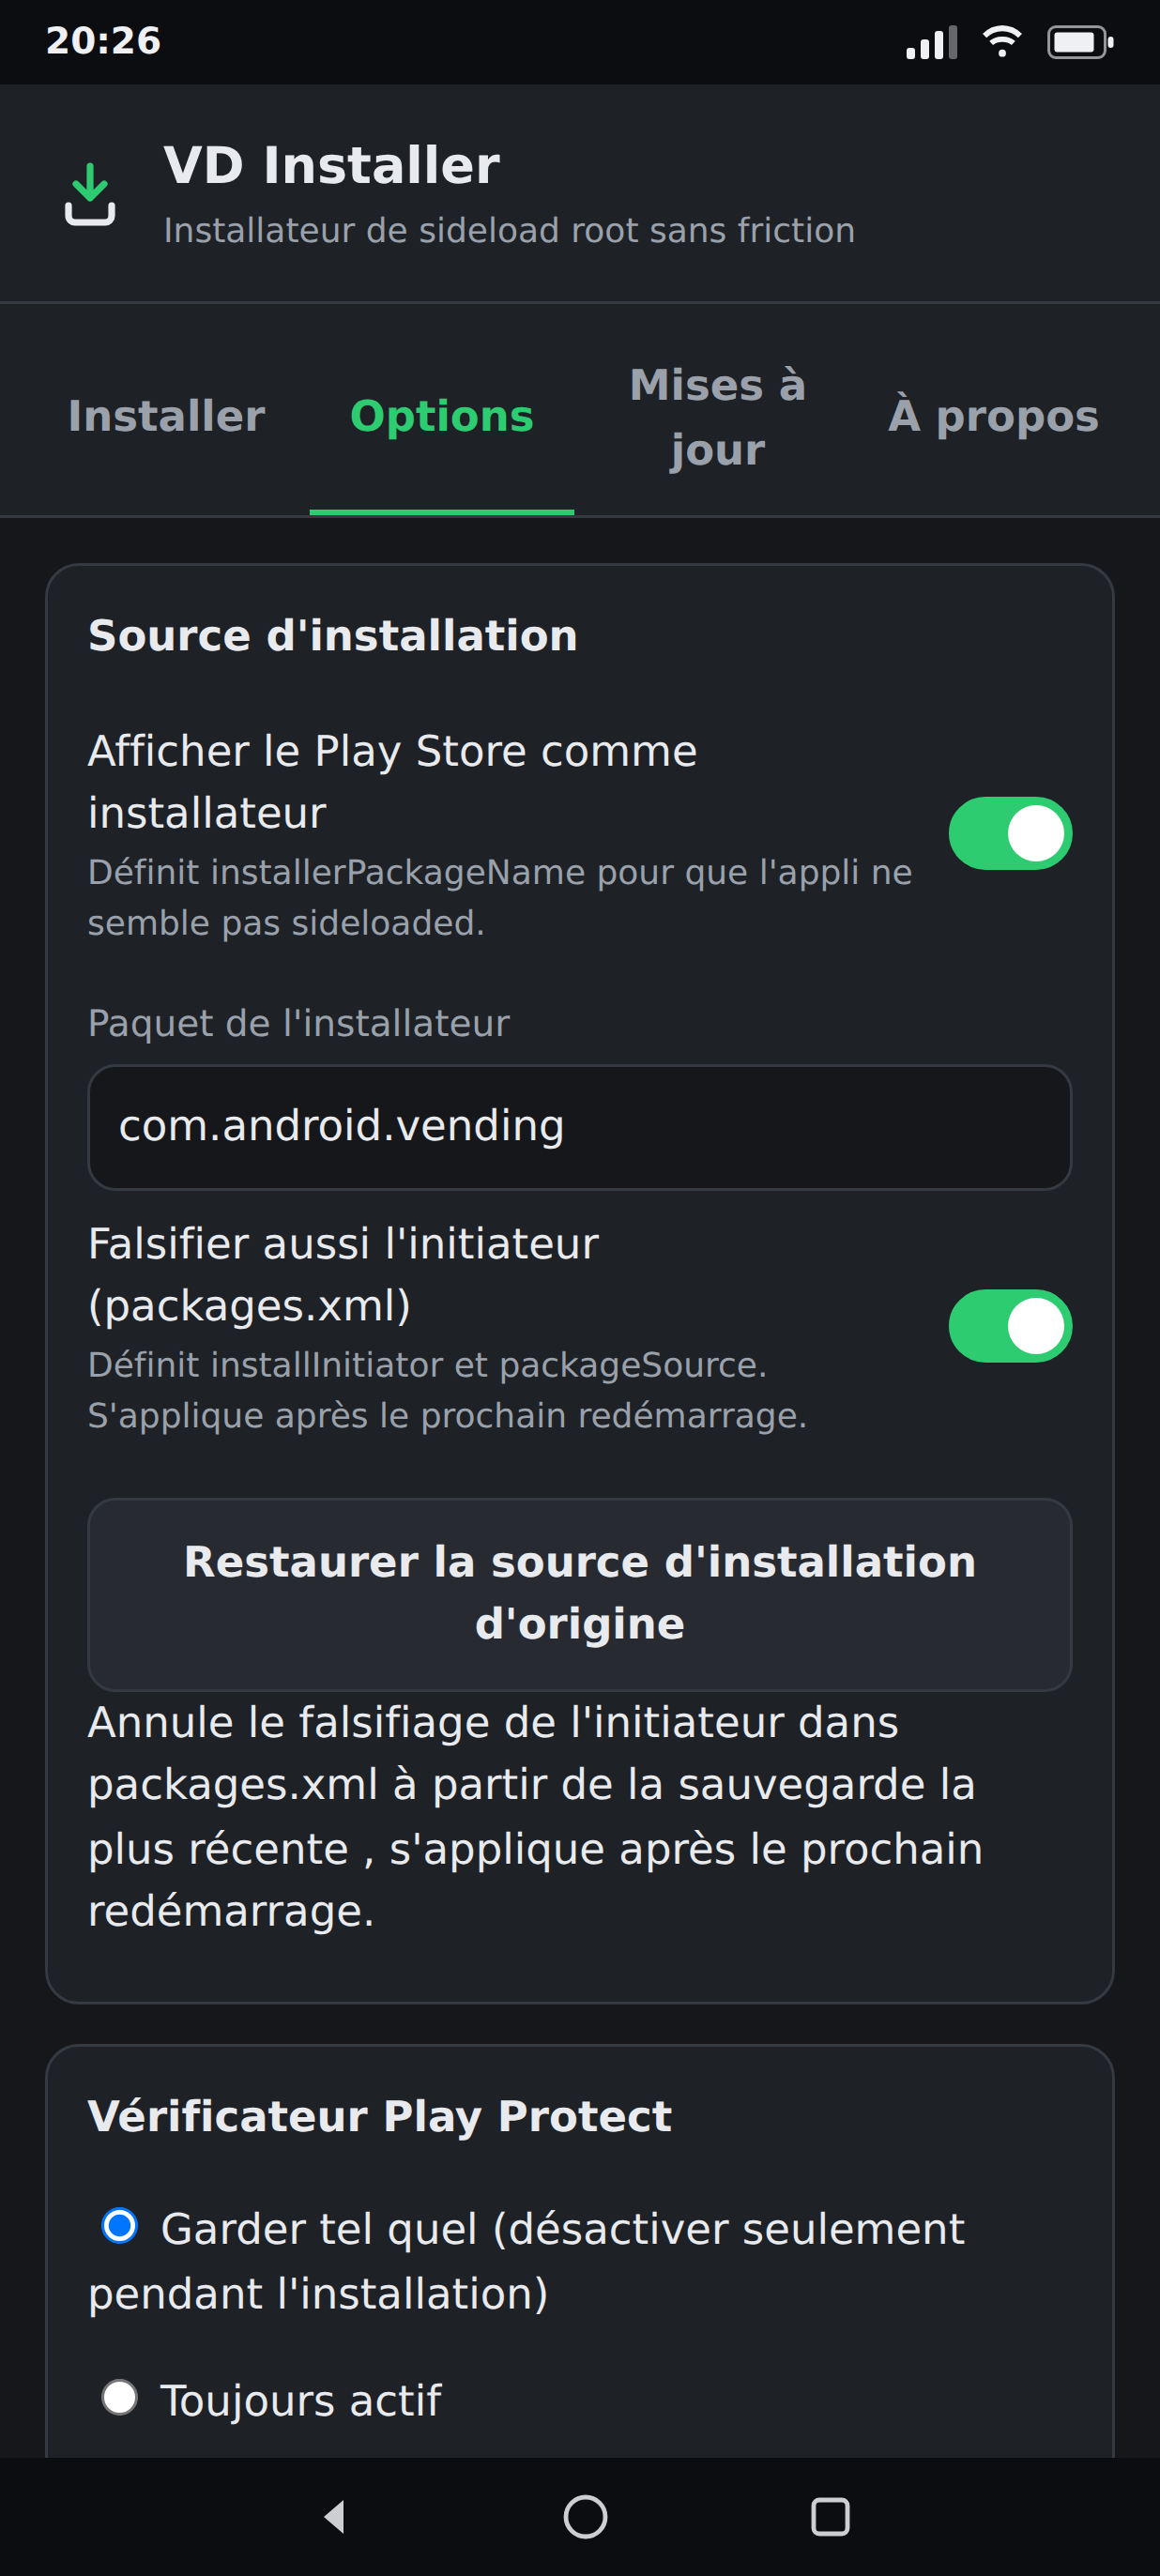 20:26
VD Installer
Installateur de sideload root sans friction
Installer
Options
Mises à
jour
À propos
Source d'installation
Afficher le Play Store comme
installateur
Définit installerPackageName pour que l'appli ne
semble pas sideloaded.
Paquet de l'installateur
com.android.vending
Falsifier aussi l'initiateur
(packages.xml)
Définit installInitiator et packageSource.
S'applique après le prochain redémarrage.
Restaurer la source d'installation
d'origine
Annule le falsifiage de l'initiateur dans
packages.xml à partir de la sauvegarde la
plus récente , s'applique après le prochain
redémarrage.
Vérificateur Play Protect
Garder tel quel (désactiver seulement
pendant l'installation)
Toujours actif